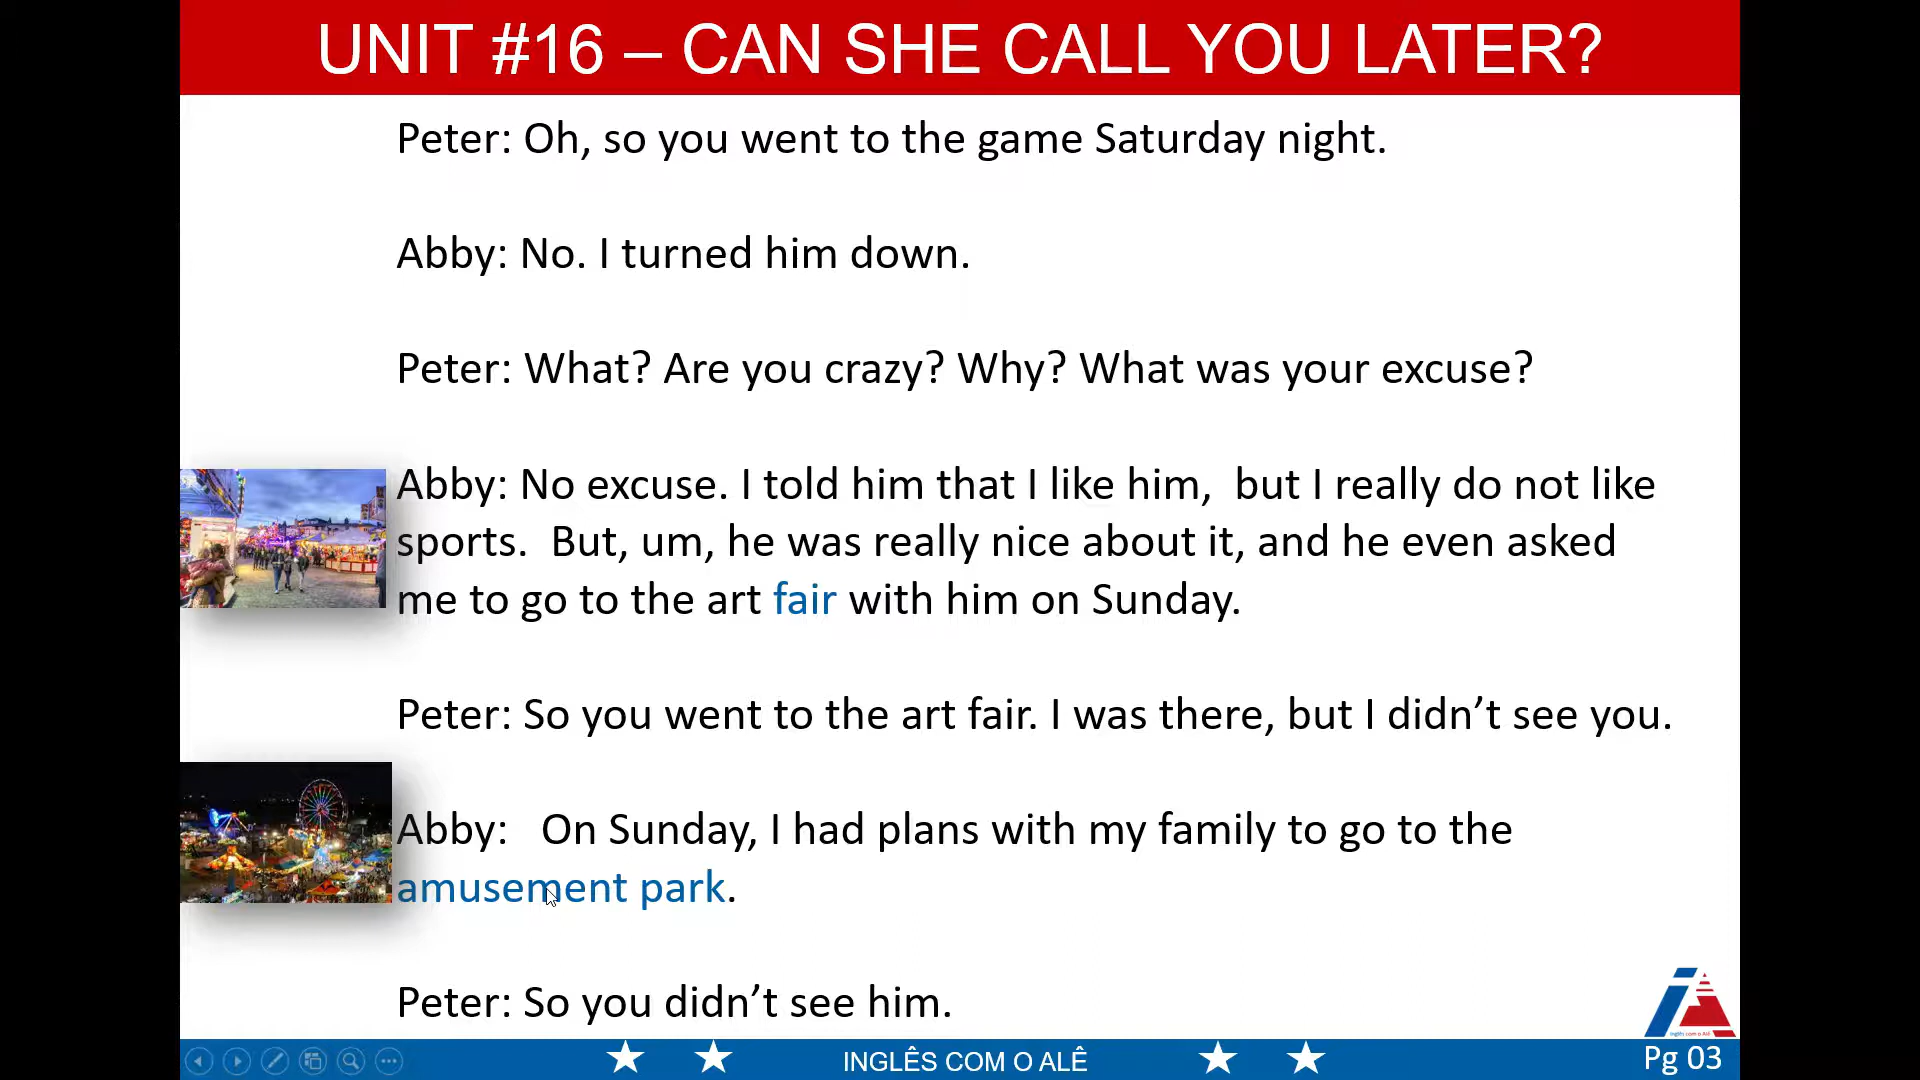 UNIT #16 – CAN SHE CALL YOU LATER?
Peter: Oh, so you went to the game Saturday night.
Abby: No. I turned him down.
Peter: What? Are you crazy? Why? What was your excuse?
Abby: No excuse. I told him that I like him,  but I really do not like
sports.  But, um, he was really nice about it, and he even asked
me to go to the art fair with him on Sunday.
Peter: So you went to the art fair. I was there, but I didn’t see you.
Abby:   On Sunday, I had plans with my family to go to the
amusement park.
Peter: So you didn’t see him.
Inglês com o Alê
INGLÊS COM O ALÊ
Pg 03